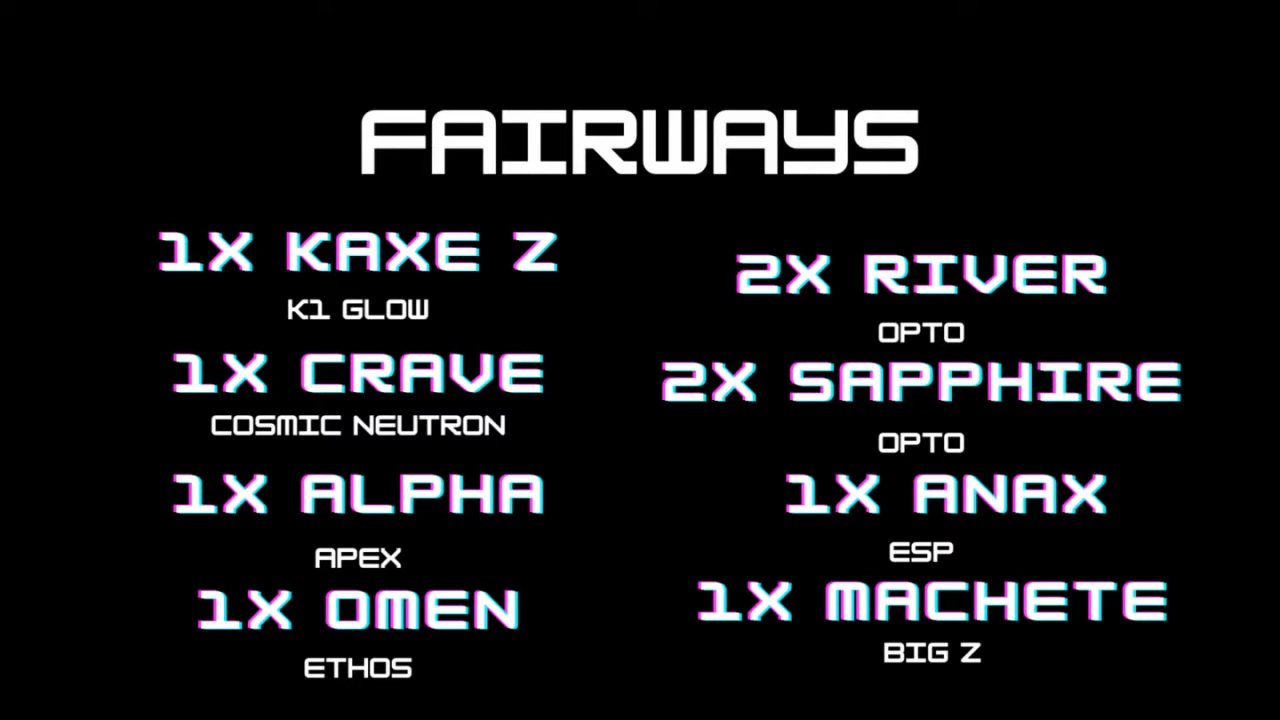 FAIRWAYS
1X KAXE Z
K1 GLOW
1X CRAVE
COSMIC NEUTRON
1X ALPHA
APEX
1X OMEN
ETHOS
2X RIVER
OPTO
2X SAPPHIRE
OPTO
1X ANAX
ESP
1X MACHETE
BIG Z